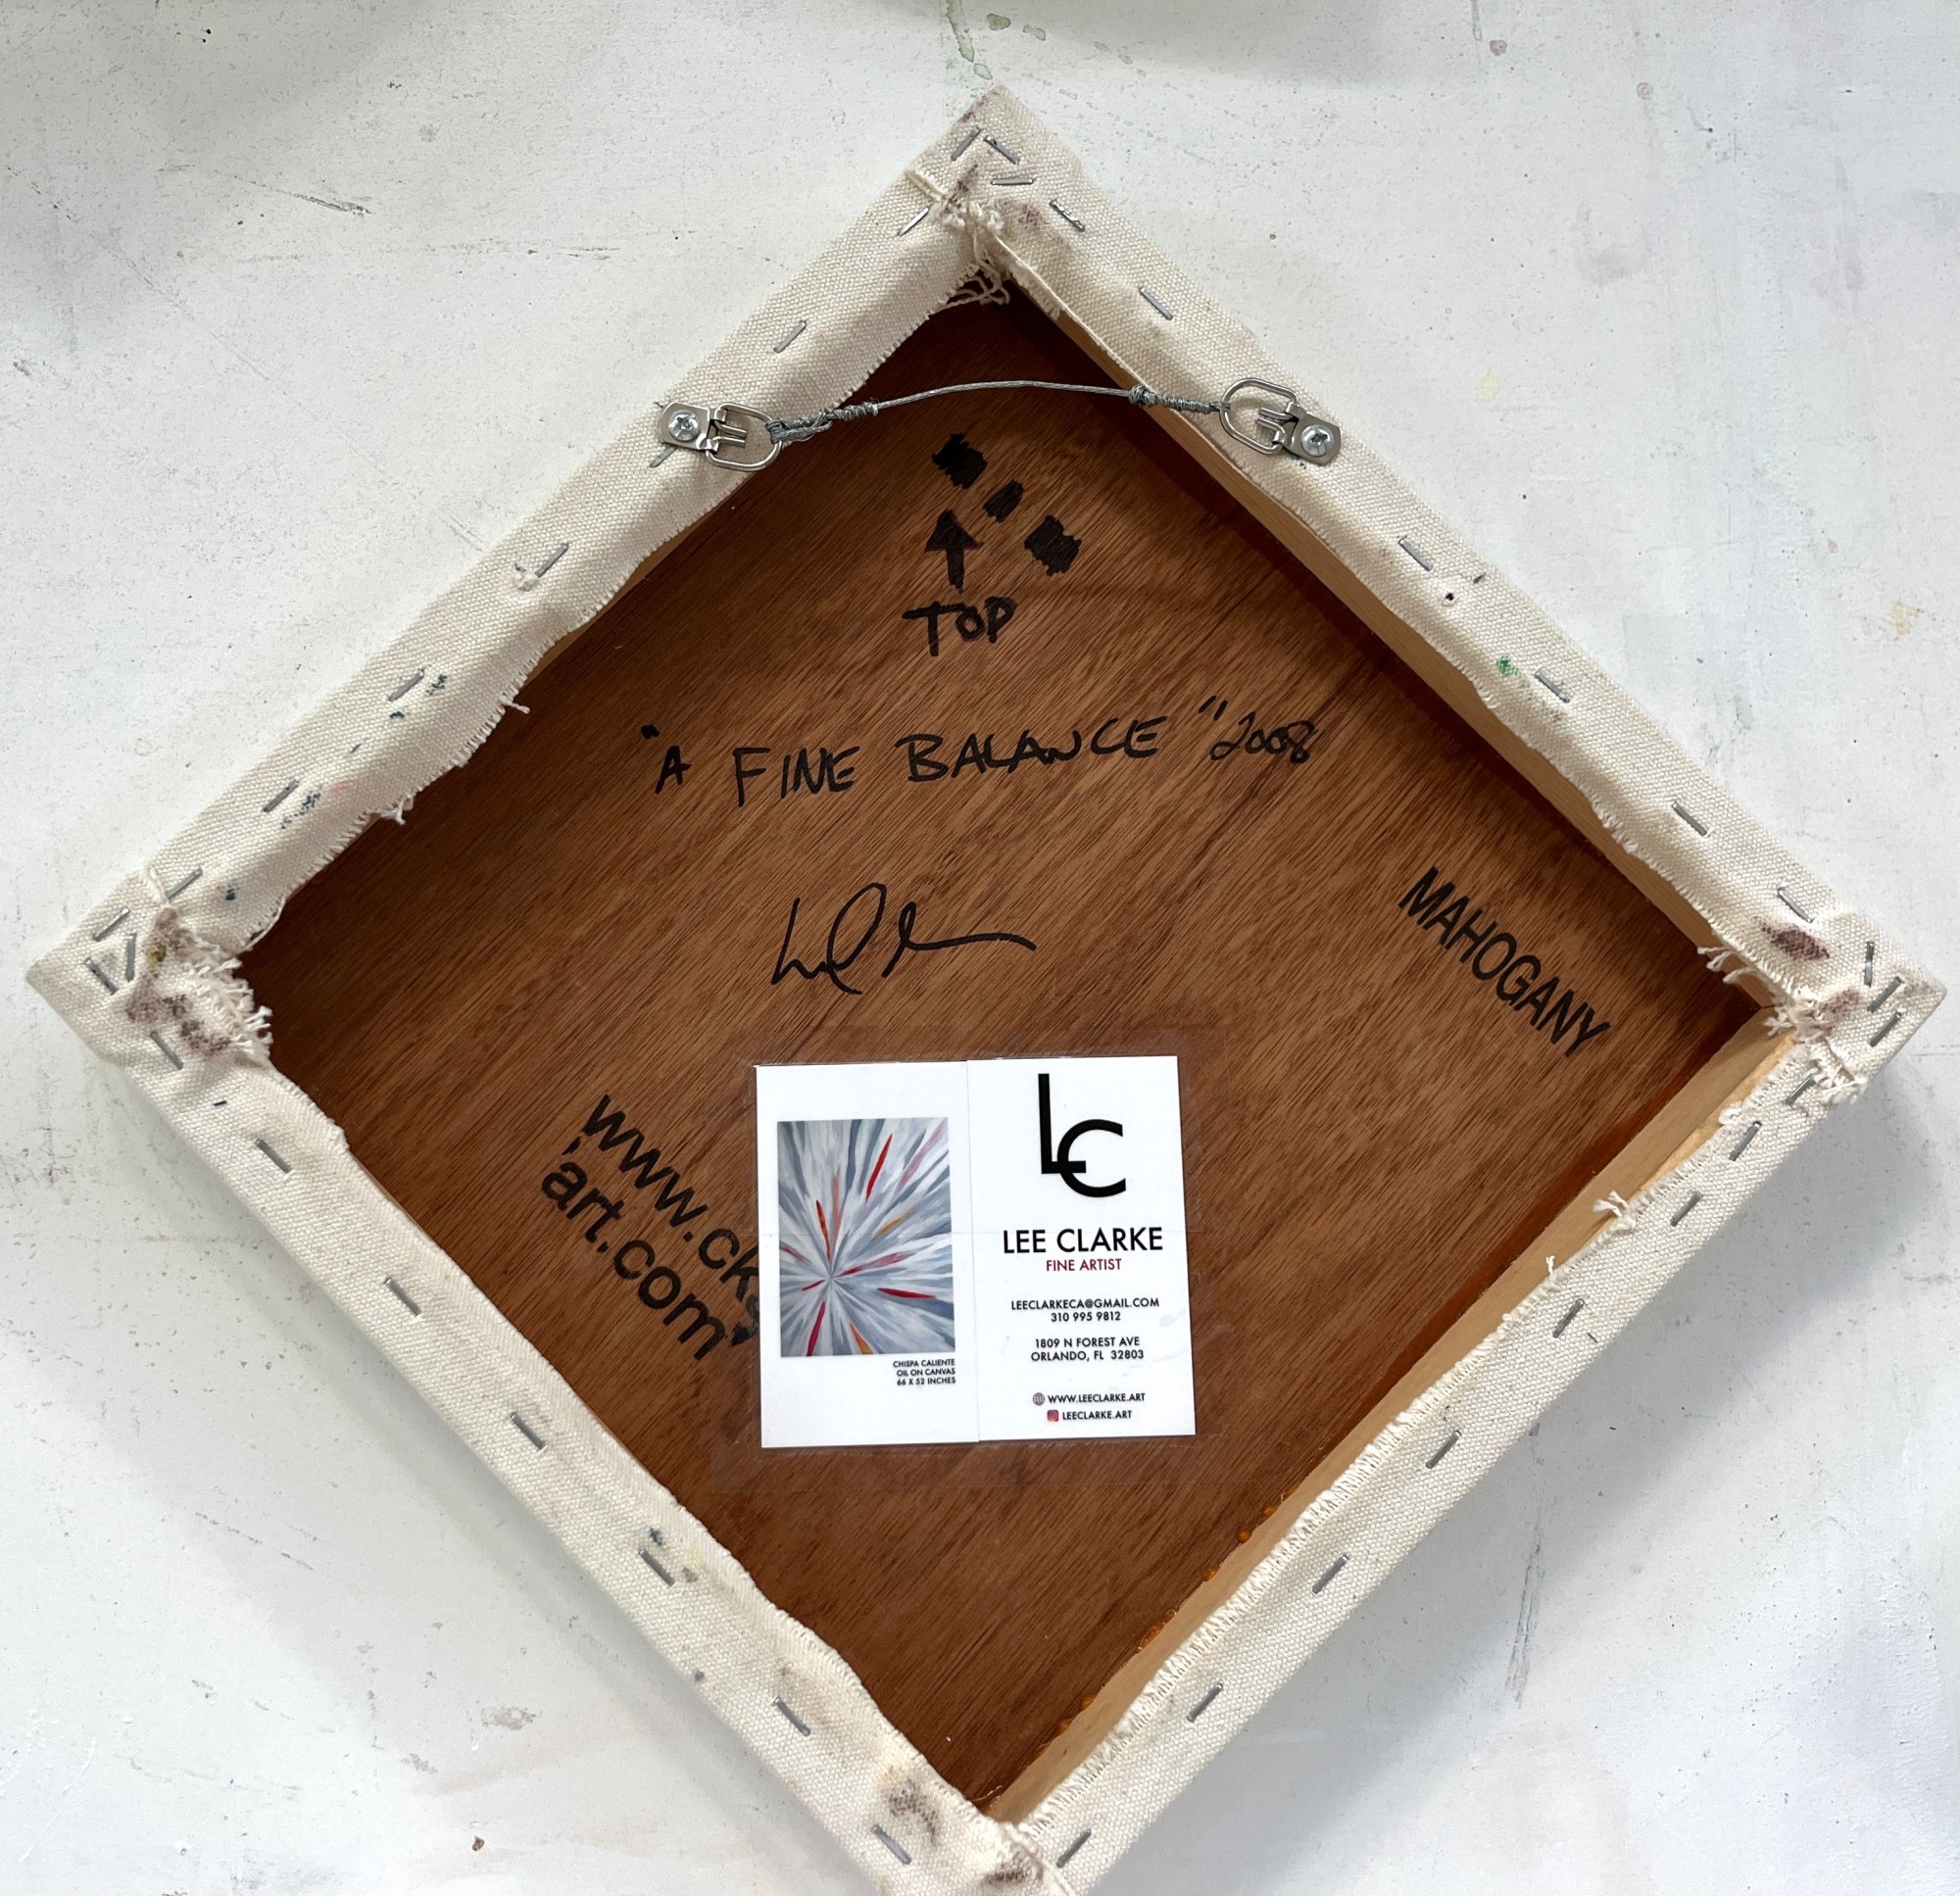 TOP
"A FINE BALANCE" 2008
MAHOGANY
www.ck
art.com
LC
LEE CLARKE
FINE ARTIST
LEECLARKECA@GMAIL.COM
310 995 9812
1809 N FOREST AVE
ORLANDO, FL 32803
WWW.LEECLARKE.ART
LEECLARKE.ART
CHISPA CALIENTE
OIL ON CANVAS
66 X 52 INCHES